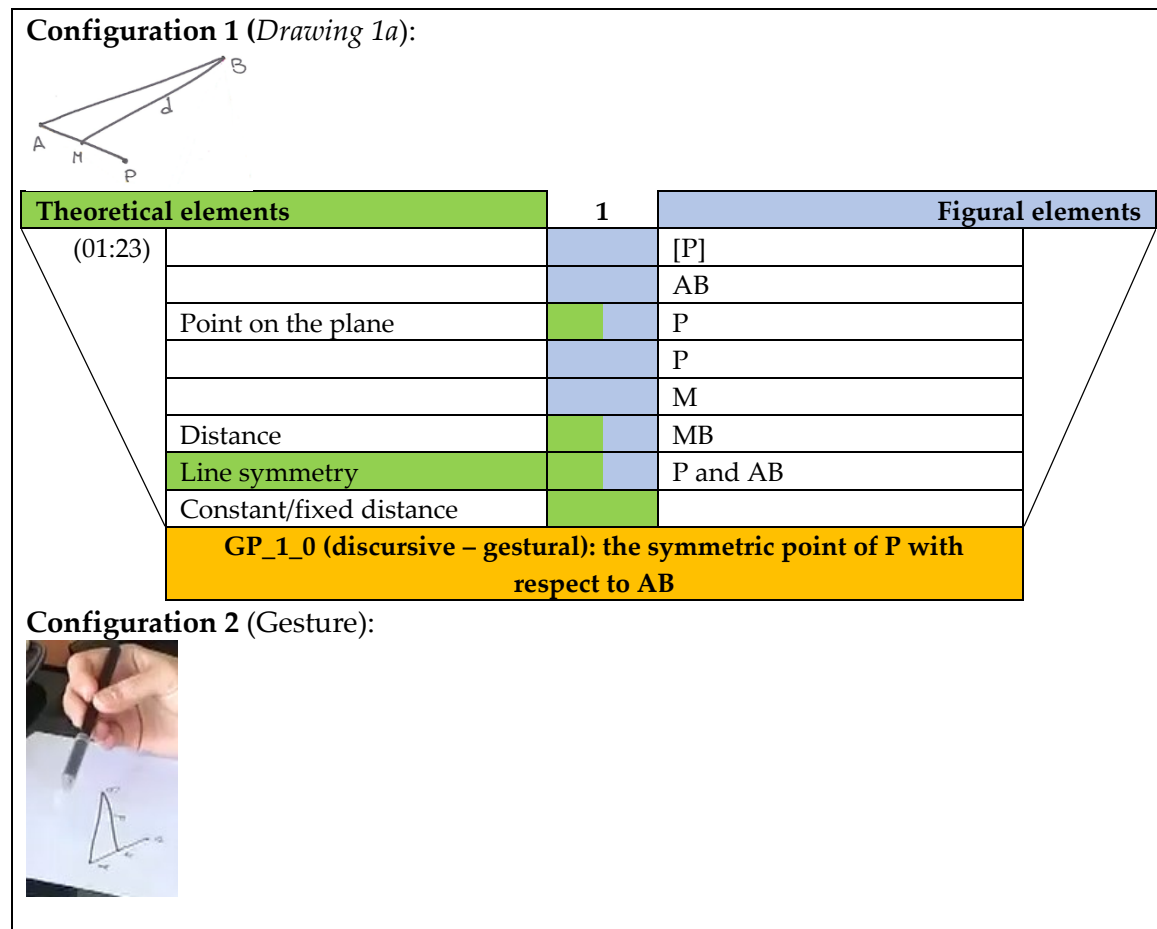 Configuration 1 (Drawing 1a):
B
d
A
M
P
Theoretical elements 1 Figural elements
(01:23) [P]
AB
Point on the plane P
P
M
Distance MB
Line symmetry P and AB
Constant/fixed distance
GP_1_0 (discursive – gestural): the symmetric point of P with
respect to AB
Configuration 2 (Gesture):